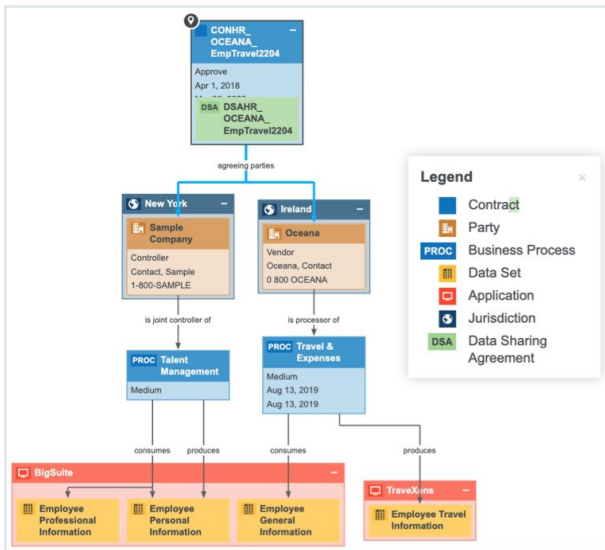 CONHR_
OCEANA_
EmpTravel2204
Approve
Apr 1, 2018
DSA DSAHR_
OCEANA_
EmpTravel2204
agreeing parties
New York
Sample
Company
Controller
Contact, Sample
1-800-SAMPLE
Ireland
Oceana
Vendor
Oceana, Contact
0 800 OCEANA
Legend
Contract
Party
PROC Business Process
Data Set
Application
Jurisdiction
DSA Data Sharing
Agreement
is joint controller of
is processor of
PROC Talent
Management
Medium
PROC Travel &
Expenses
Medium
Aug 13, 2019
Aug 13, 2019
consumes
produces
consumes
produces
BigSuite
Employee
Professional
Information
Employee
Personal
Information
Employee
General
Information
TraveXpns
Employee Travel
Information